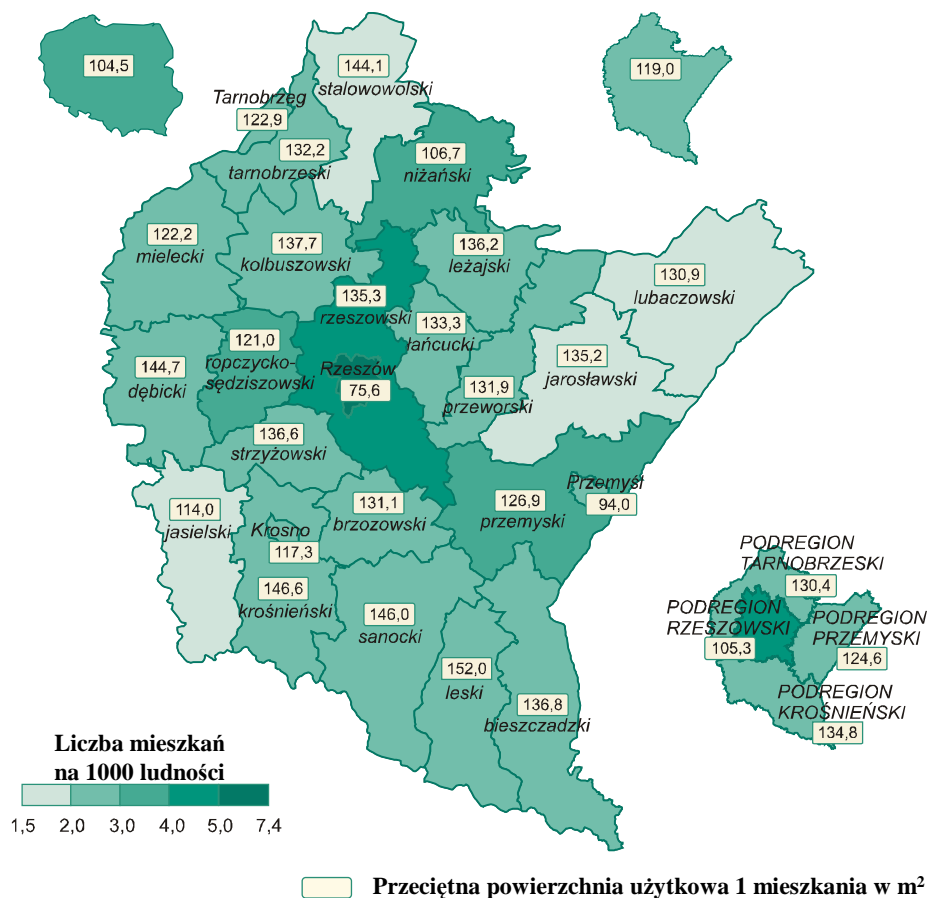 104,5
119,0
144,1
stalowowolski
Tarnobrzeg
122,9
132,2
tarnobrzeski
106,7
niżański
122,2
mielecki
137,7
kolbuszowski
136,2
leżajski
130,9
lubaczowski
135,3
rzeszowski
133,3
łańcucki
121,0
ropczycko-
sędziszowski
Rzeszów
75,6
135,2
jarosławski
144,7
dębicki
131,9
przeworski
136,6
strzyżowski
114,0
jasielski
Krosno
117,3
131,1
brzozowski
126,9
przemyski
Przemyśl
94,0
146,6
krośnieński
146,0
sanocki
152,0
leski
136,8
bieszczadzki
PODREGION
TARNOBRZESKI
130,4
PODREGION
RZESZOWSKI
105,3
PODREGION
PRZEMYSKI
124,6
PODREGION
KROŚNIEŃSKI
134,8
Liczba mieszkań
na 1000 ludności
1,5 2,0 3,0 4,0 5,0 7,4
Przeciętna powierzchnia użytkowa 1 mieszkania w m²